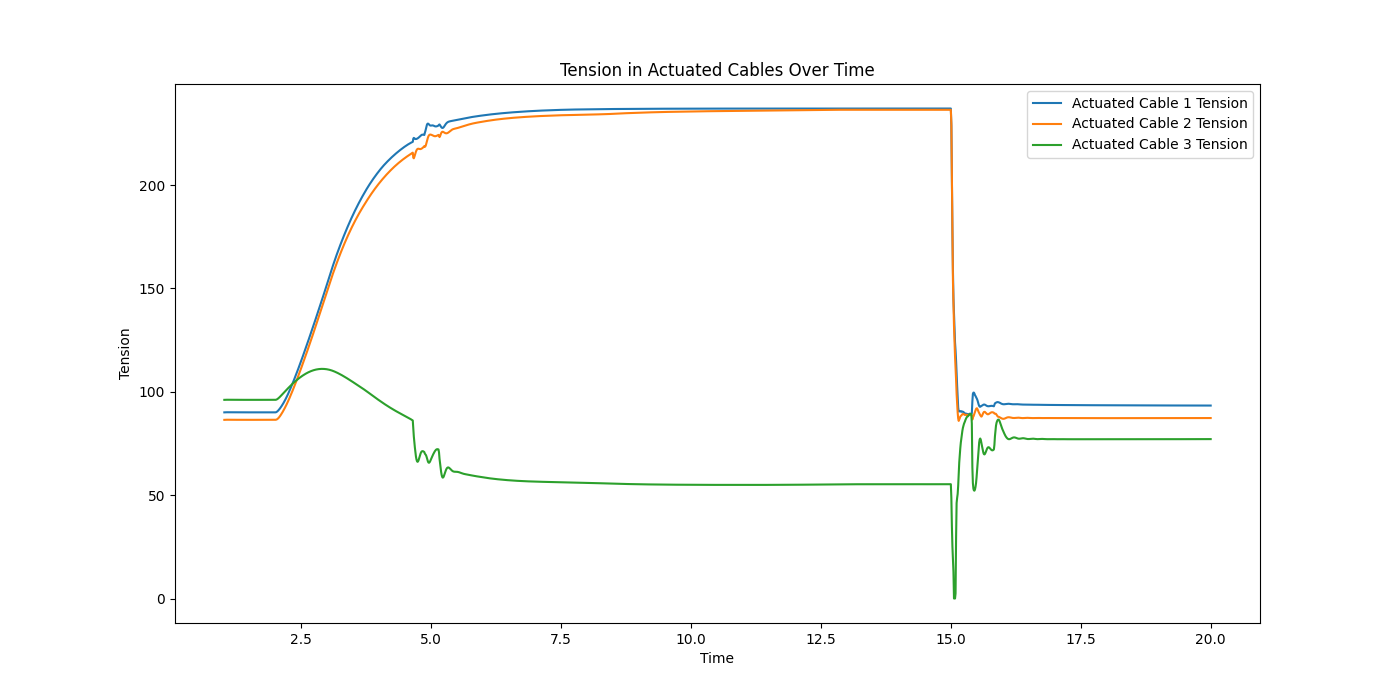 Tension in Actuated Cables Over Time
Actuated Cable 1 Tension
Actuated Cable 2 Tension
Actuated Cable 3 Tension
Tension
200
150
100
50
0
2.5 5.0 7.5 10.0 12.5 15.0 17.5 20.0
Time